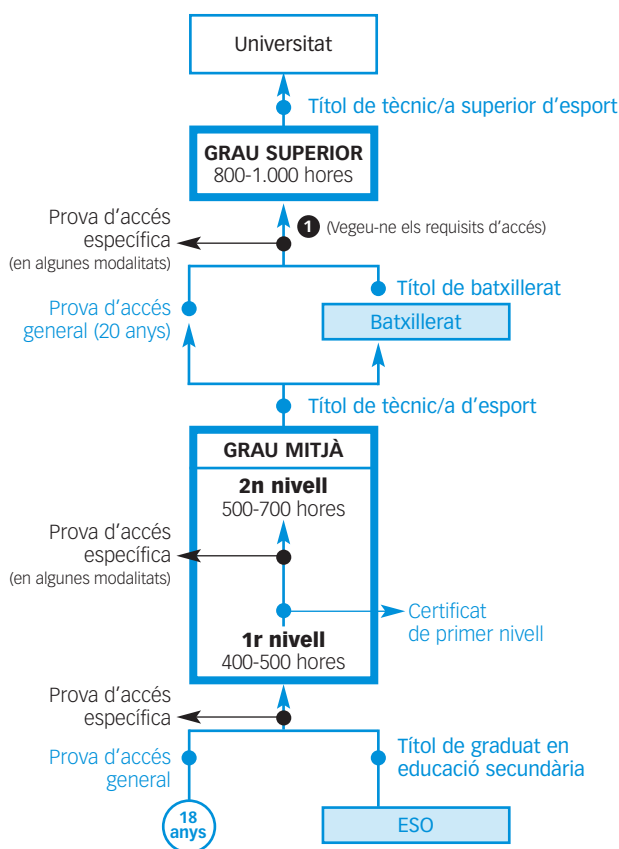 Universitat
Títol de tècnic/a superior d'esport
GRAU SUPERIOR
800-1.000 hores
Prova d'accés
específica
(en algunes modalitats)
1 (Vegeu-ne els requisits d'accés)
Prova d'accés
general (20 anys)
Títol de batxillerat
Batxillerat
Títol de tècnic/a d'esport
GRAU MITJÀ
2n nivell
500-700 hores
Prova d'accés
específica
(en algunes modalitats)
Certificat
de primer nivell
1r nivell
400-500 hores
Prova d'accés
específica
Prova d'accés
general
Títol de graduat en
educació secundària
18
anys
ESO